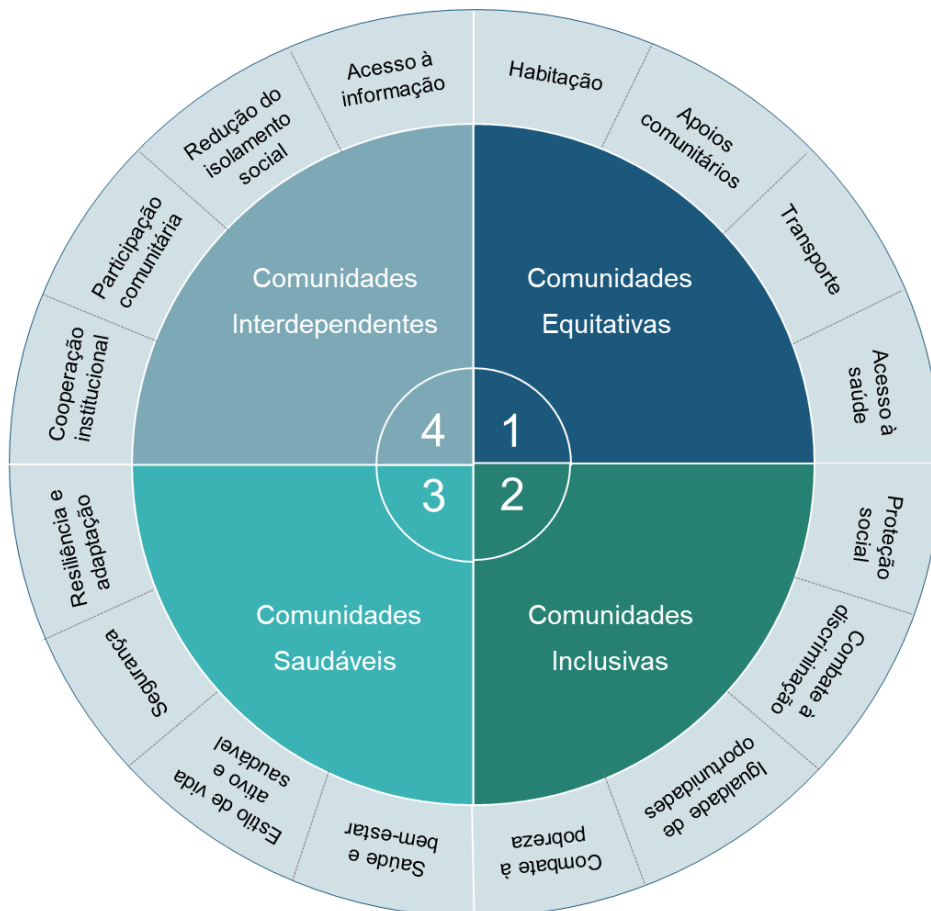 Habitação
Apoios
comunitários
Transporte
Acesso à
saúde
Proteção
social
Combate à
discriminação
Igualdade de
oportunidades
Combate à
pobreza
Saúde e
bem-estar
Estilo de vida
ativo e
saudável
Segurança
Resiliência e
adaptação
Cooperação
institucional
Participação
comunitária
Redução do
isolamento
social
Acesso à
informação
Comunidades
Equitativas
1
Comunidades
Inclusivas
2
Comunidades
Saudáveis
3
Comunidades
Interdependentes
4